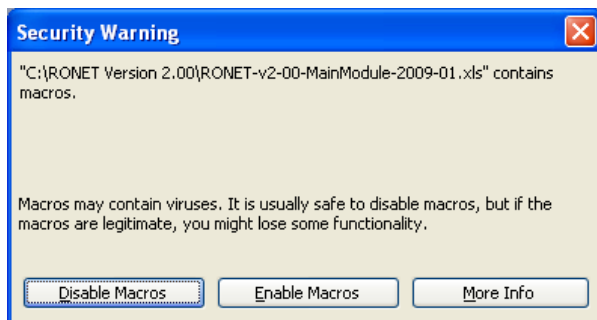 Security Warning
"C:\RONET Version 2.00\RONET-v2-00-MainModule-2009-01.xls" contains
macros.
Macros may contain viruses. It is usually safe to disable macros, but if the
macros are legitimate, you might lose some functionality.
Disable Macros Enable Macros More Info